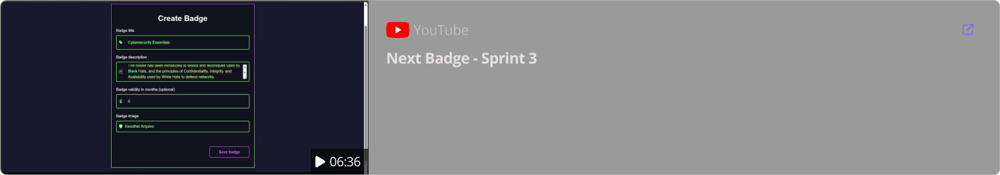 Create Badge
Badge title
Cybersecurity Essentials
Badge description
The holder has been introduced to tactics and techniques used by
Black Hats, and the principles of Confidentiality, Integrity, and
Availability used by White Hats to defend networks.
Badge validity in months (optional)
0
Badge image
Escolher Arquivo
Save badge
06:36
YouTube
Next Badge - Sprint 3